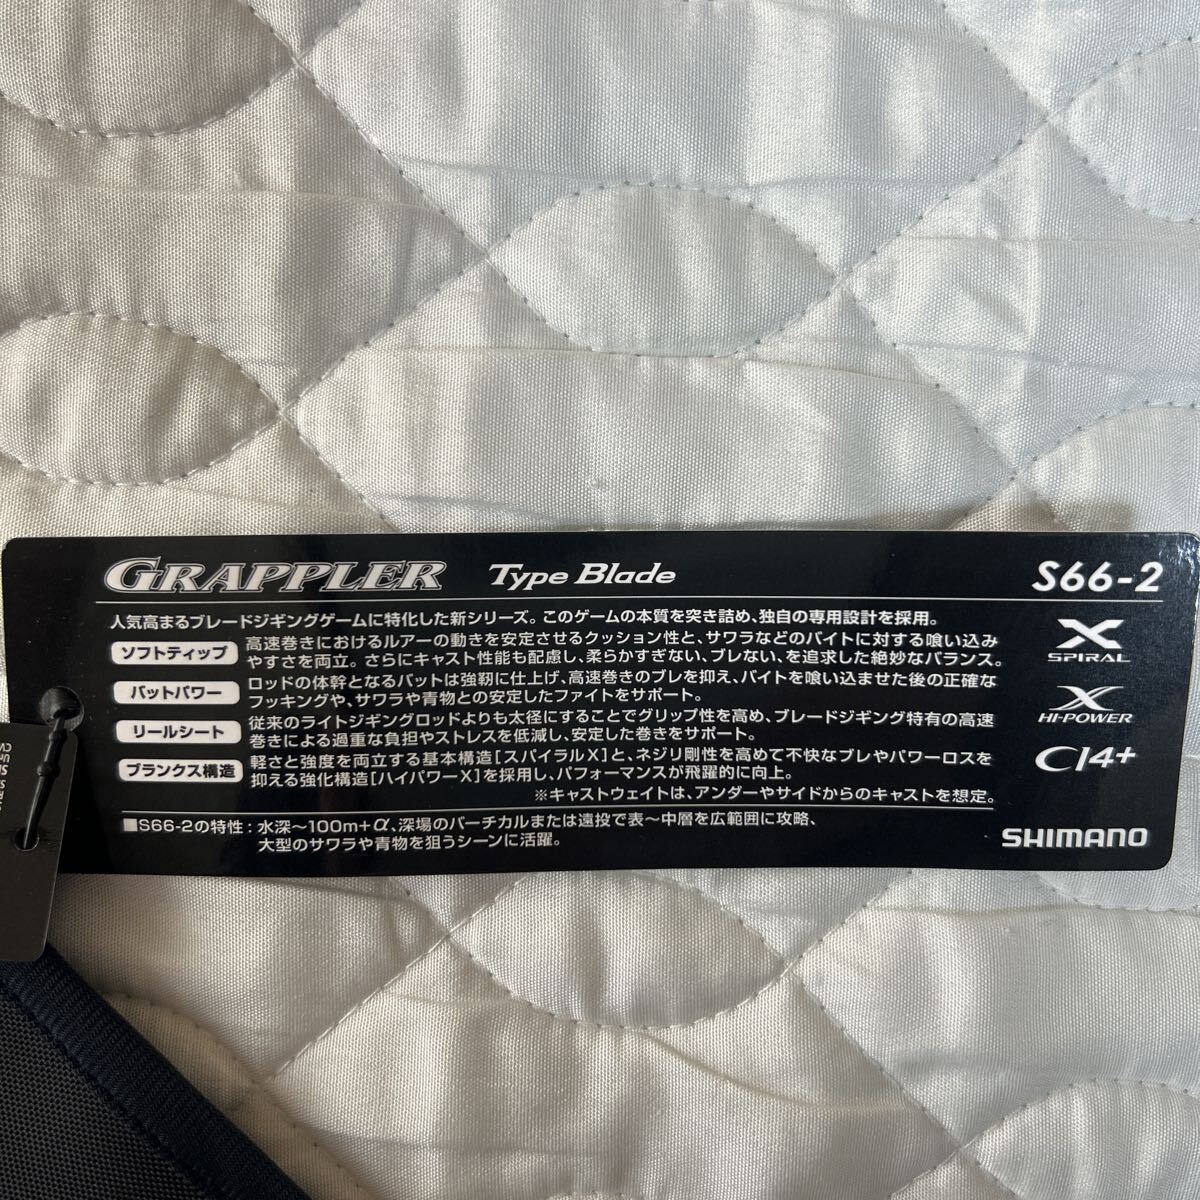 GRAPPLER Type Blade S66-2
人気高まるブレードジギングゲームに特化した新シリーズ。このゲームの本質を突き詰め、独自の専用設計を採用。
ソフトティップ 高速巻きにおけるルアーの動きを安定させるクッション性と、サワラなどのバイトに対する喰い込み
やすさを両立。さらにキャスト性能も配慮し、柔らかすぎない、ブレない、を追求した絶妙なバランス。
バットパワー ロッドの体幹となるバットは強靭に仕上げ、高速巻きのブレを抑え、バイトを喰い込ませた後の正確な
フッキングや、サワラや青物との安定したファイトをサポート。
リールシート 従来のライトジギングロッドよりも太径にすることでグリップ性を高め、ブレードジギング特有の高速
巻きによる過重な負担やストレスを低減し、安定した巻きをサポート。
ブランクス構造 軽さと強度を両立する基本構造[スパイラルX]と、ネジリ剛性を高めて不快なブレやパワーロスを
抑える強化構造[ハイパワーX]を採用し、パフォーマンスが飛躍的に向上。
※キャストウェイトは、アンダーやサイドからのキャストを想定。
■S66-2の特性：水深〜100m+α、深場のバーチカルまたは遠投で表〜中層を広範囲に攻略、
大型のサワラや青物を狙うシーンに活躍。
X
SPIRAL
X
HI-POWER
CI4+
SHIMANO